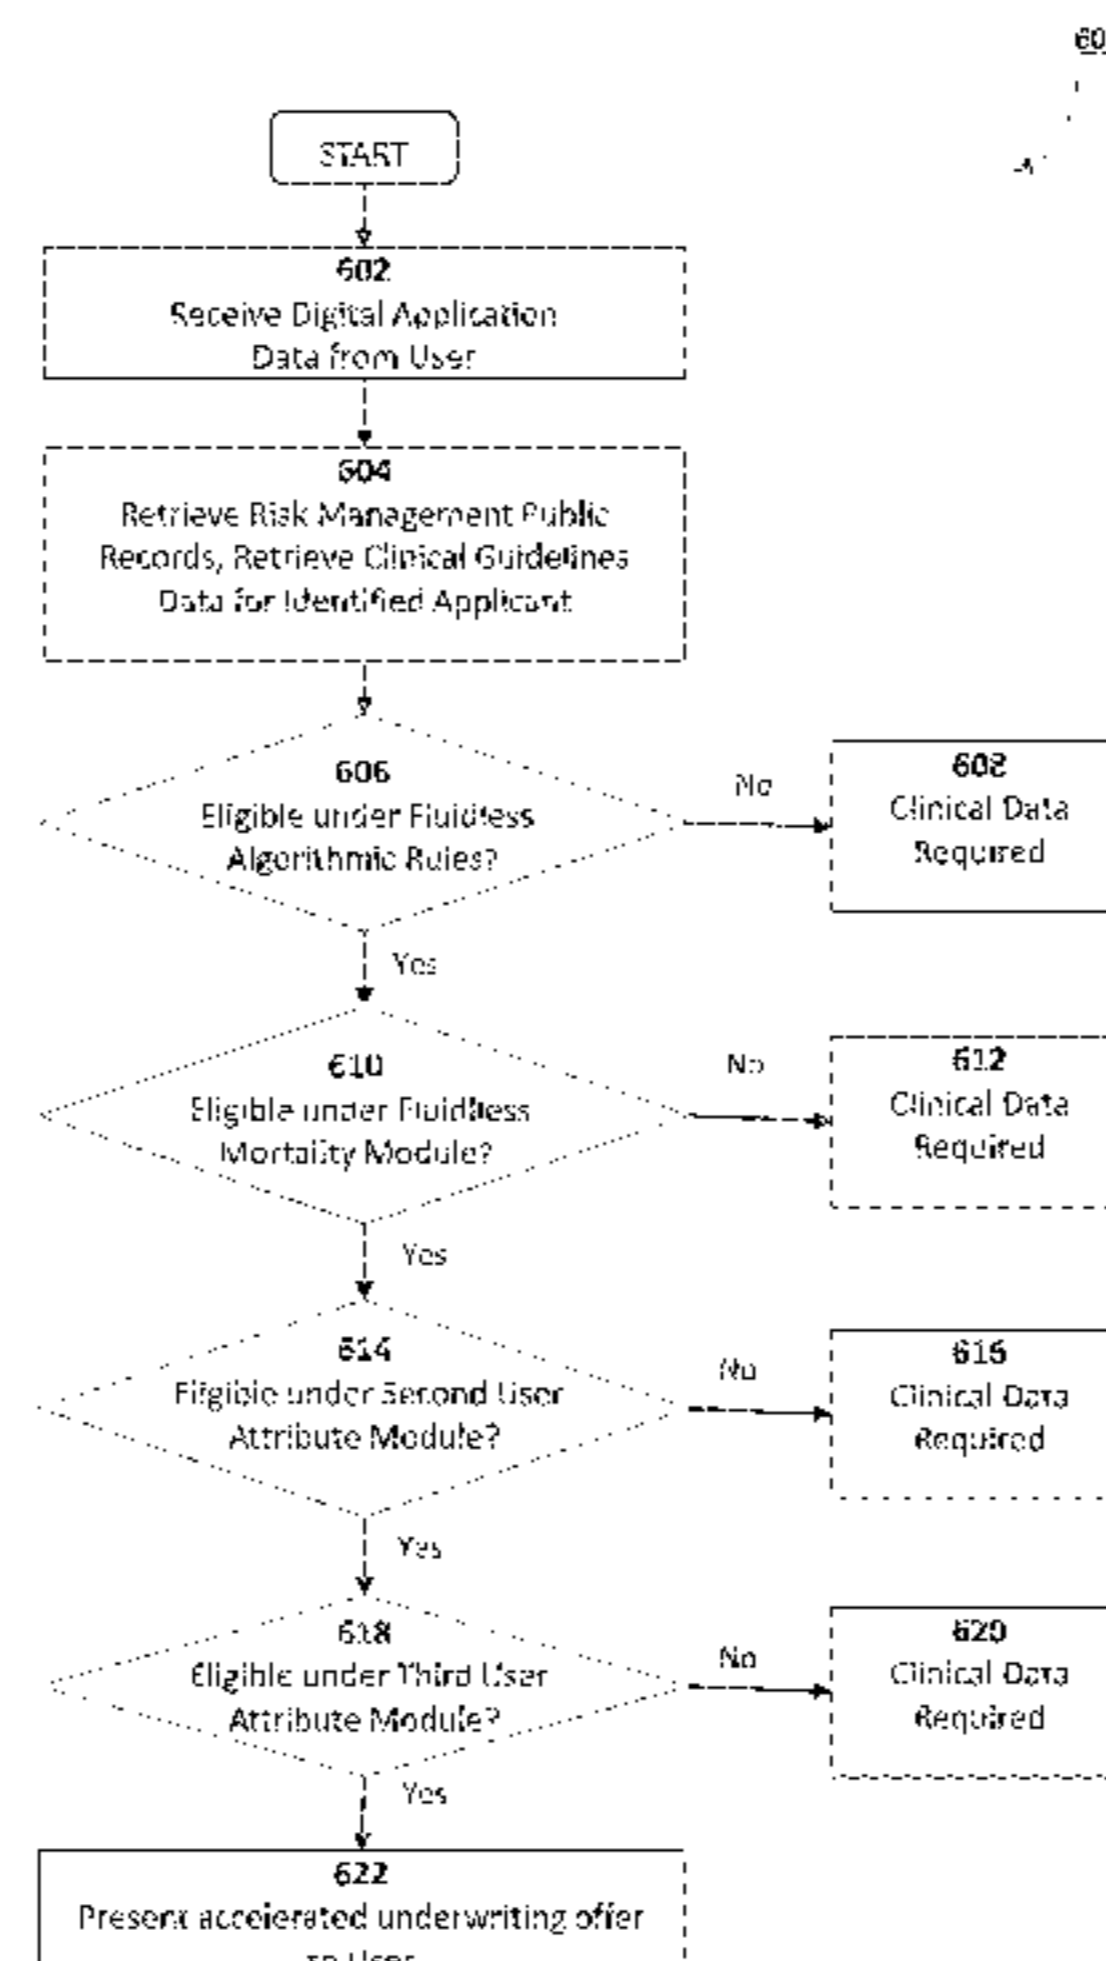 60
START
602
Receive Digital Application
Data from User
604
Retrieve Risk Management Public
Records, Retrieve Clinical Guidelines
Data for Identified Applicant
606
Eligible under Fluidless
Algorithmic Rules?
No
608
Clinical Data
Required
Yes
610
Eligible under Fluidless
Mortality Module?
No
612
Clinical Data
Required
Yes
614
Eligible under Second User
Attribute Module?
No
616
Clinical Data
Required
Yes
618
Eligible under Third User
Attribute Module?
No
620
Clinical Data
Required
Yes
622
Present accelerated underwriting offer
to User